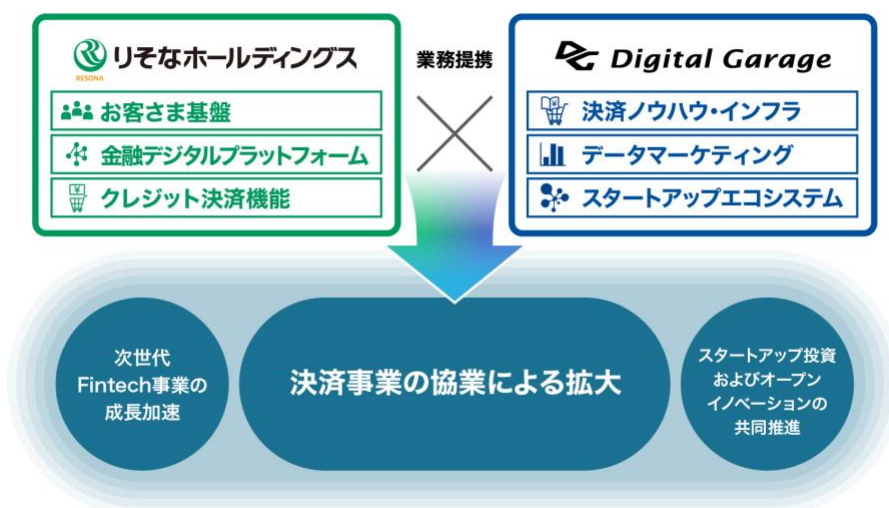 りそなホールディングス
RESONA
お客さま基盤
金融デジタルプラットフォーム
クレジット決済機能
業務提携
DG Digital Garage
決済ノウハウ・インフラ
データマーケティング
スタートアップエコシステム
次世代
Fintech事業の
成長加速
決済事業の協業による拡大
スタートアップ投資
およびオープン
イノベーションの
共同推進